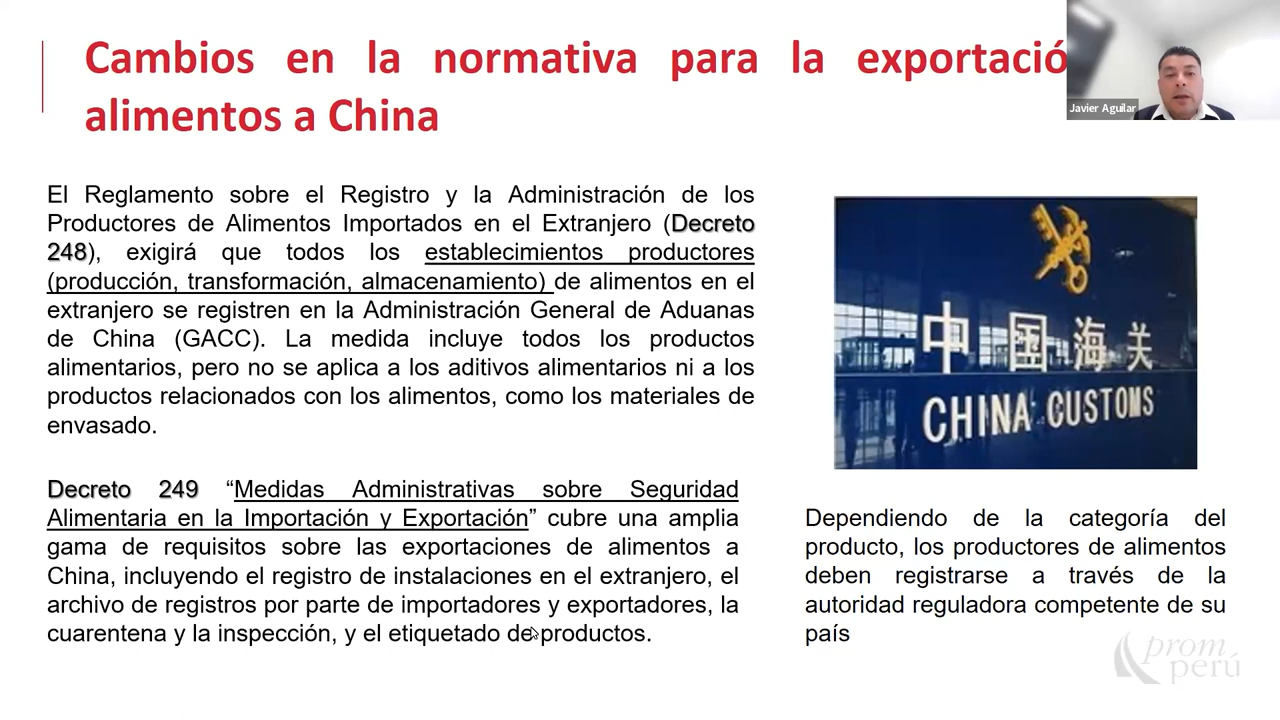 Cambios en la normativa para la exportació
alimentos a China
Javier Aguilar
El Reglamento sobre el Registro y la Administración de los
Productores de Alimentos Importados en el Extranjero (Decreto
248), exigirá que todos los establecimientos productores
(producción, transformación, almacenamiento) de alimentos en el
extranjero se registren en la Administración General de Aduanas
de China (GACC). La medida incluye todos los productos
alimentarios, pero no se aplica a los aditivos alimentarios ni a los
productos relacionados con los alimentos, como los materiales de
envasado.
Decreto 249 “Medidas Administrativas sobre Seguridad
Alimentaria en la Importación y Exportación” cubre una amplia
gama de requisitos sobre las exportaciones de alimentos a
China, incluyendo el registro de instalaciones en el extranjero, el
archivo de registros por parte de importadores y exportadores, la
cuarentena y la inspección, y el etiquetado de productos.
中国海关
CHINA CUSTOMS
Dependiendo de la categoría del
producto, los productores de alimentos
deben registrarse a través de la
autoridad reguladora competente de su
país
prom
perú